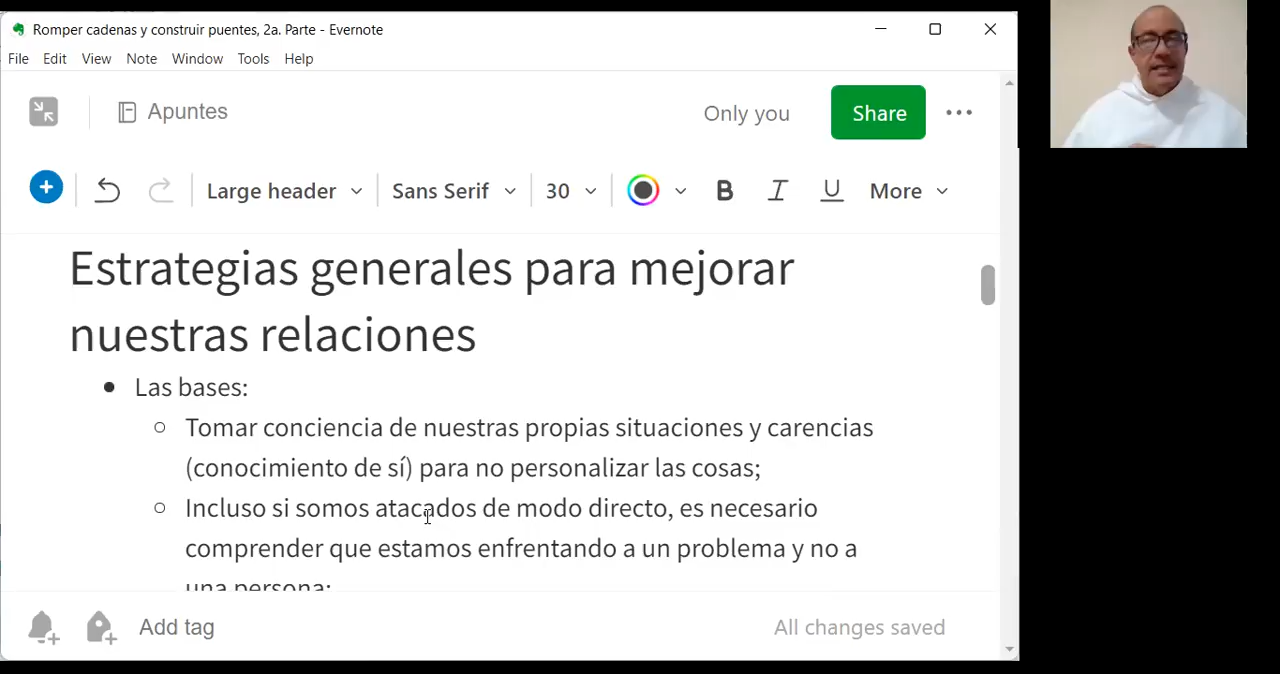 Romper cadenas y construir puentes, 2a. Parte - Evernote
File Edit View Note Window Tools Help
Apuntes Only you Share
Large header Sans Serif 30 B I U More
Estrategias generales para mejorar
nuestras relaciones
Las bases:
Tomar conciencia de nuestras propias situaciones y carencias
(conocimiento de sí) para no personalizar las cosas;
Incluso si somos atacados de modo directo, es necesario
comprender que estamos enfrentando a un problema y no a
una persona;
Add tag All changes saved